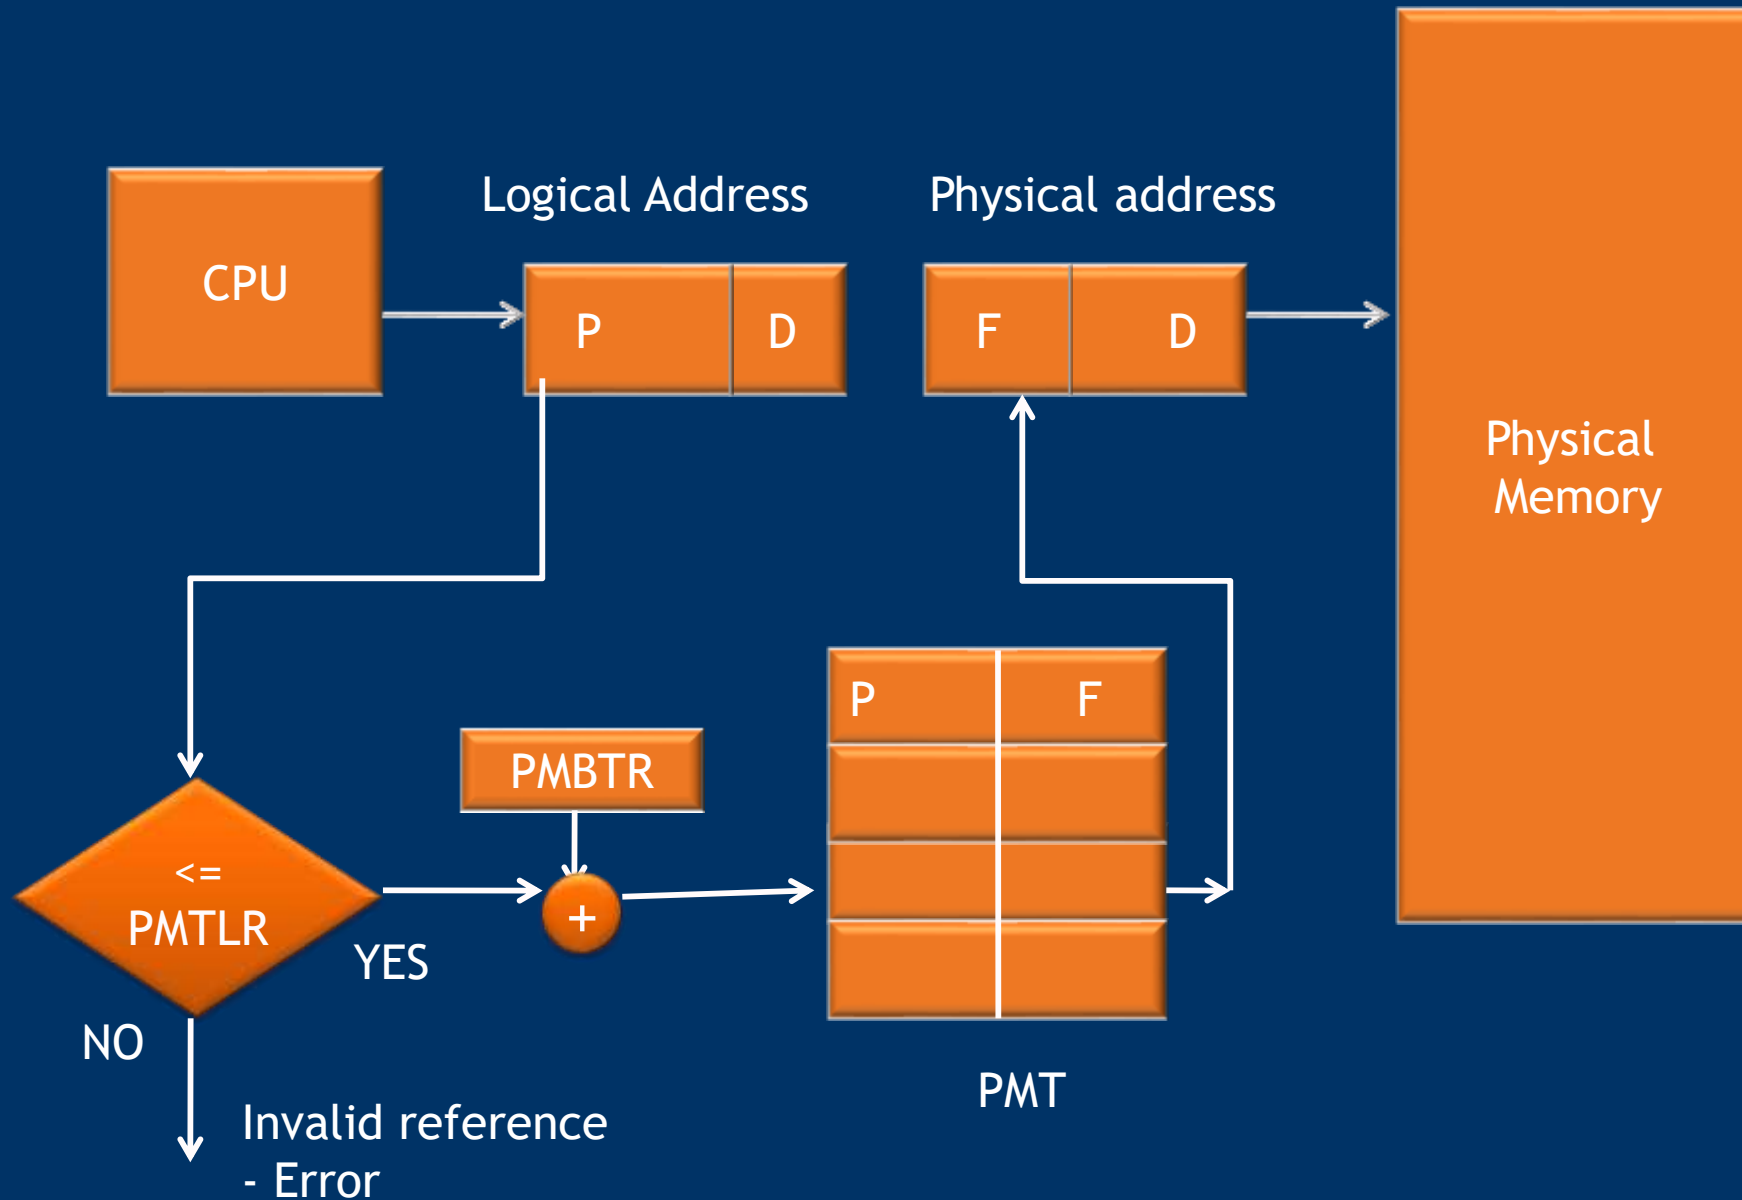 Logical Address
Physical address
CPU
P
D
F
D
Physical
Memory
P
F
PMBTR
<=
PMTLR
+
YES
NO
PMT
Invalid reference
- Error